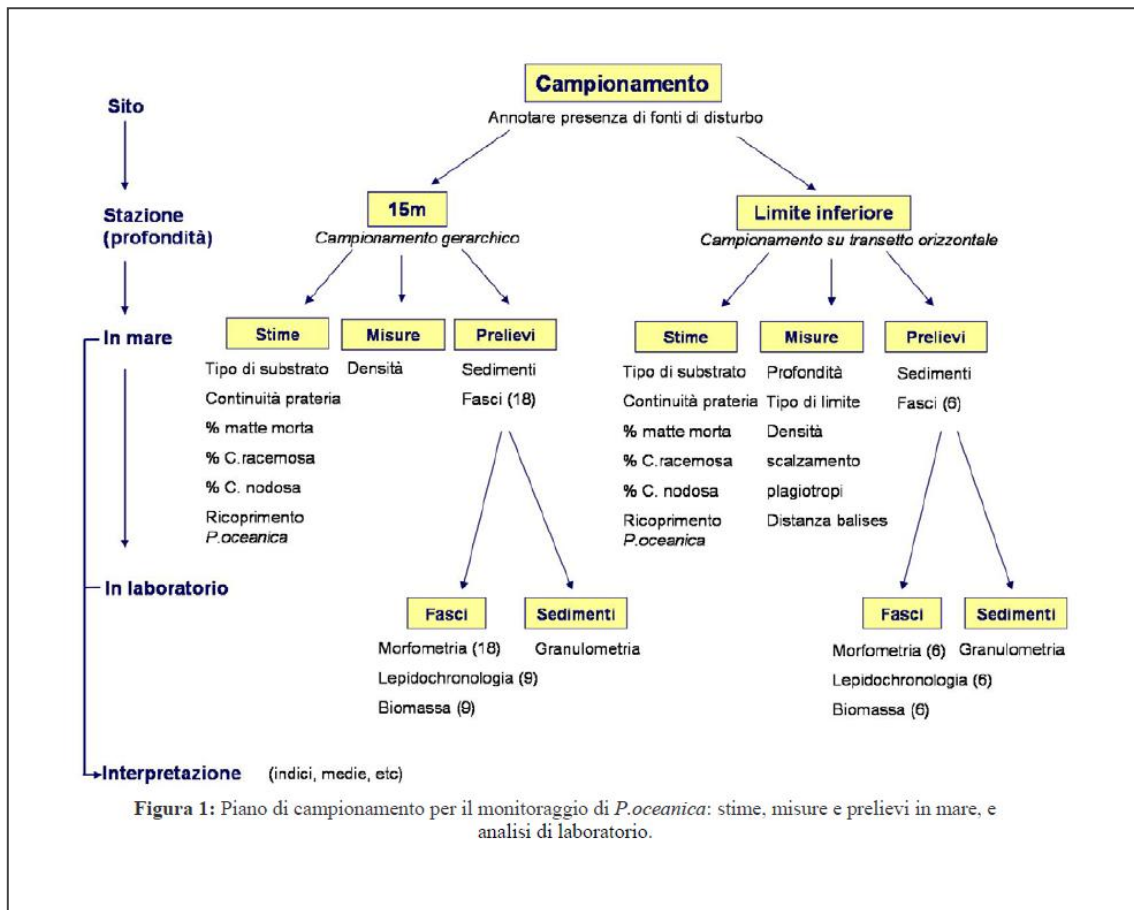 Campionamento
Annotare presenza di fonti di disturbo
Sito
Stazione
(profondità)
15m
Campionamento gerarchico
Limite inferiore
Campionamento su transetto orizzontale
In mare
Stime
Tipo di substrato
Continuità prateria
% matte morta
% C.racemosa
% C. nodosa
Ricoprimento
P.oceanica
Misure
Densità
Prelievi
Sedimenti
Fasci (18)
Stime
Tipo di substrato
Continuità prateria
% matte morta
% C.racemosa
% C. nodosa
Ricoprimento
P.oceanica
Misure
Profondità
Tipo di limite
Densità
scalzamento
plagiotropi
Distanza balises
Prelievi
Sedimenti
Fasci (6)
In laboratorio
Fasci
Morfometria (18)
Lepidochronologia (9)
Biomassa (9)
Sedimenti
Granulometria
Fasci
Morfometria (6)
Lepidochronologia (6)
Biomassa (6)
Sedimenti
Granulometria
Interpretazione (indici, medie, etc)
Figura 1: Piano di campionamento per il monitoraggio di P.oceanica: stime, misure e prelievi in mare, e
analisi di laboratorio.